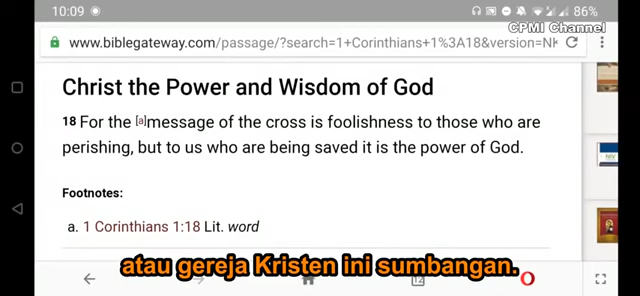 10:09
86%
CPMI Channel
www.biblegateway.com/passage/?search=1+Corinthians+1%3A18&version=NK
Christ the Power and Wisdom of God
18 For the [a]message of the cross is foolishness to those who are
perishing, but to us who are being saved it is the power of God.
Footnotes:
a. 1 Corinthians 1:18 Lit. word
atau gereja Kristen ini sumbangan.
12
NIV